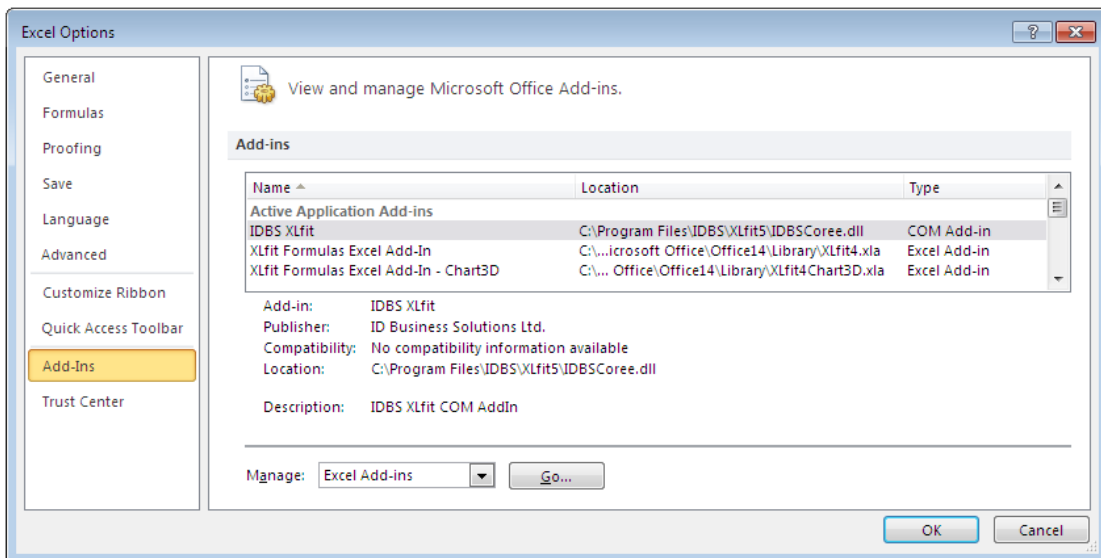 Excel Options
General
Formulas
Proofing
Save
Language
Advanced
Customize Ribbon
Quick Access Toolbar
Add-Ins
Trust Center
View and manage Microsoft Office Add-ins.
Add-ins
Name Location Type
Active Application Add-ins
IDBS XLfit C:\Program Files\IDBS\XLfit5\IDBSCoree.dll COM Add-in
XLfit Formulas Excel Add-In C:\...icrosoft Office\Office14\Library\XLfit4.xla Excel Add-in
XLfit Formulas Excel Add-In - Chart3D C:\... Office\Office14\Library\XLfit4Chart3D.xla Excel Add-in
Add-in: IDBS XLfit
Publisher: ID Business Solutions Ltd.
Compatibility: No compatibility information available
Location: C:\Program Files\IDBS\XLfit5\IDBSCoree.dll
Description: IDBS XLfit COM AddIn
Manage: Excel Add-ins Go...
OK Cancel